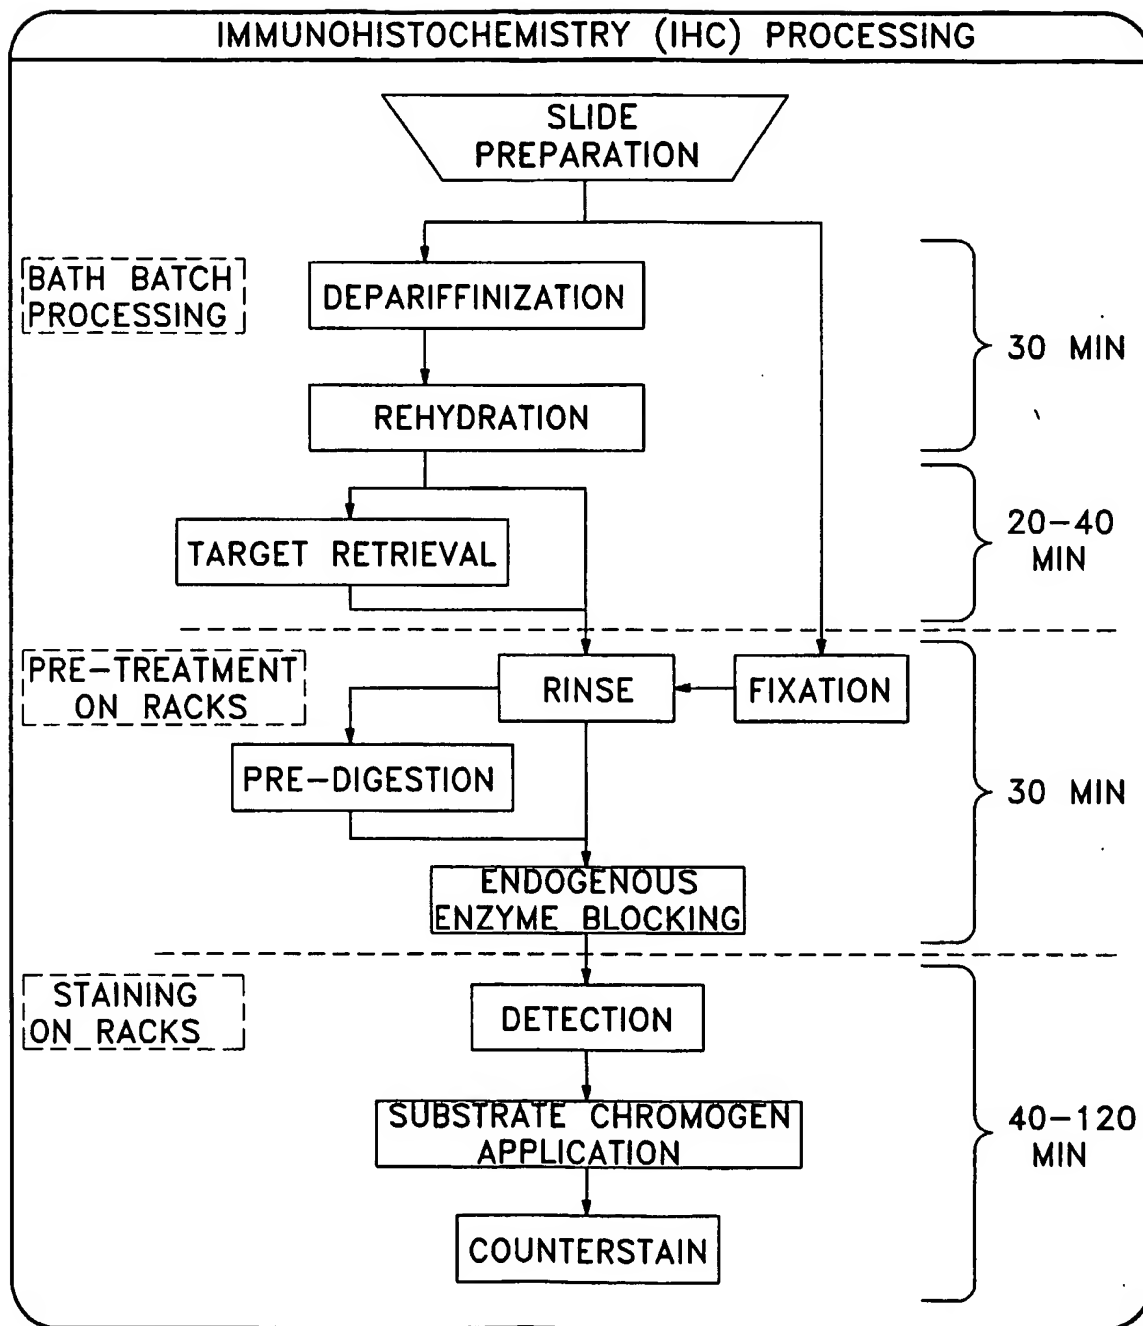 IMMUNOHISTOCHEMISTRY (IHC) PROCESSING
SLIDE
PREPARATION
BATH BATCH
PROCESSING
DEPARIFFINIZATION
30 MIN
REHYDRATION
TARGET RETRIEVAL
20-40
MIN
PRE-TREATMENT
ON RACKS
RINSE
FIXATION
PRE-DIGESTION
30 MIN
ENDOGENOUS
ENZYME BLOCKING
STAINING
ON RACKS
DETECTION
SUBSTRATE CHROMOGEN
APPLICATION
40-120
MIN
COUNTERSTAIN